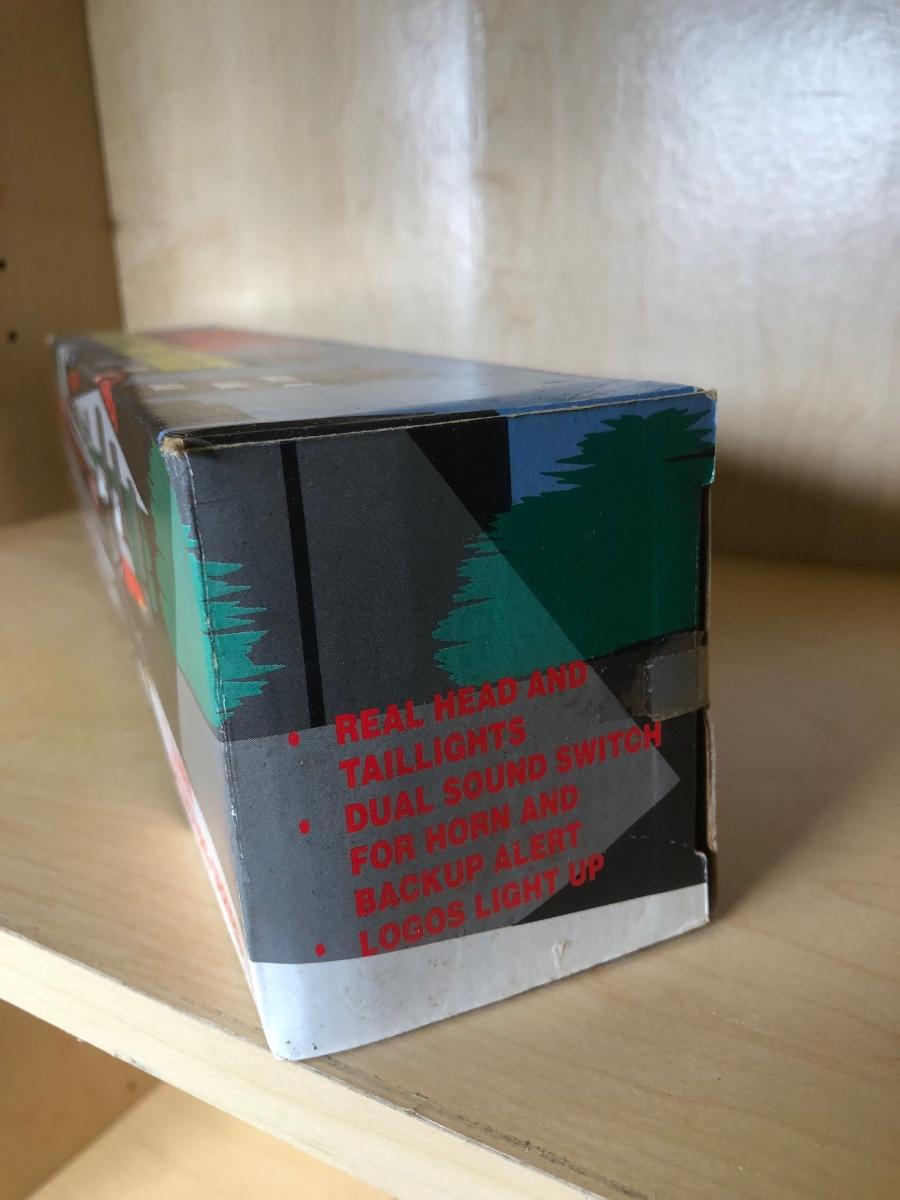 • REAL HEAD AND
TAILLIGHTS
• DUAL SOUND SWITCH
FOR HORN AND
BACKUP ALERT
• LOGOS LIGHT UP